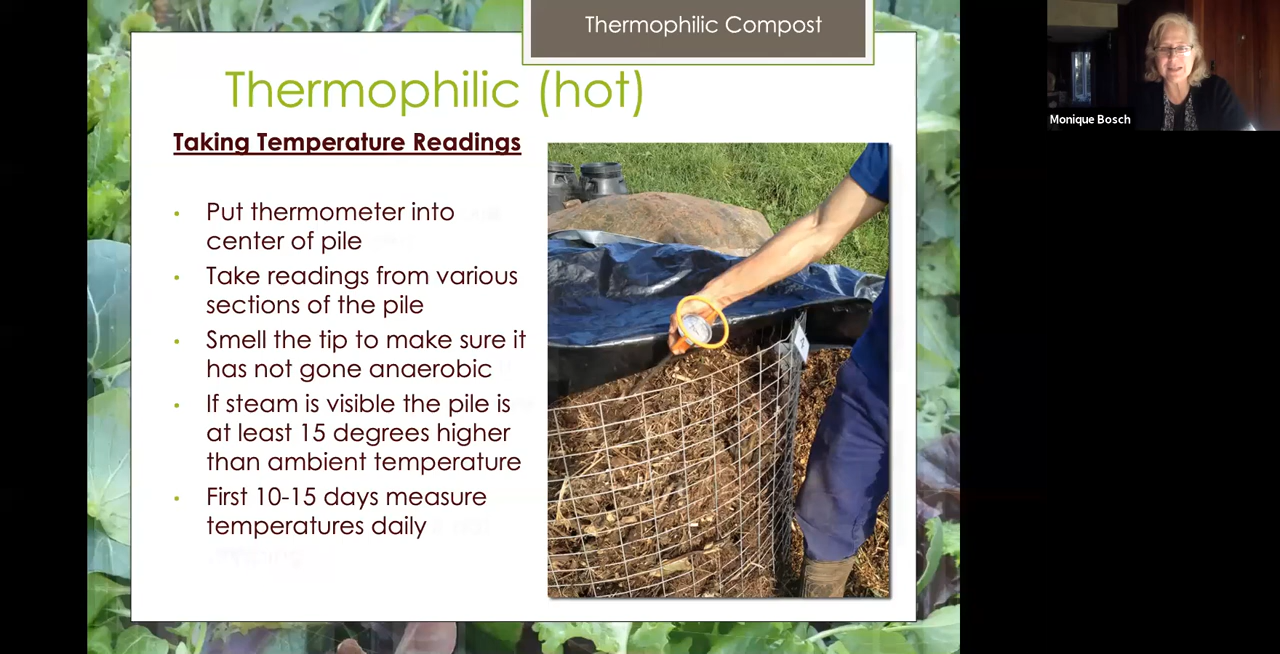 Thermophilic Compost
Thermophilic (hot)
Taking Temperature Readings
• Put thermometer into
center of pile
• Take readings from various
sections of the pile
• Smell the tip to make sure it
has not gone anaerobic
• If steam is visible the pile is
at least 15 degrees higher
than ambient temperature
• First 10-15 days measure
temperatures daily
Monique Bosch